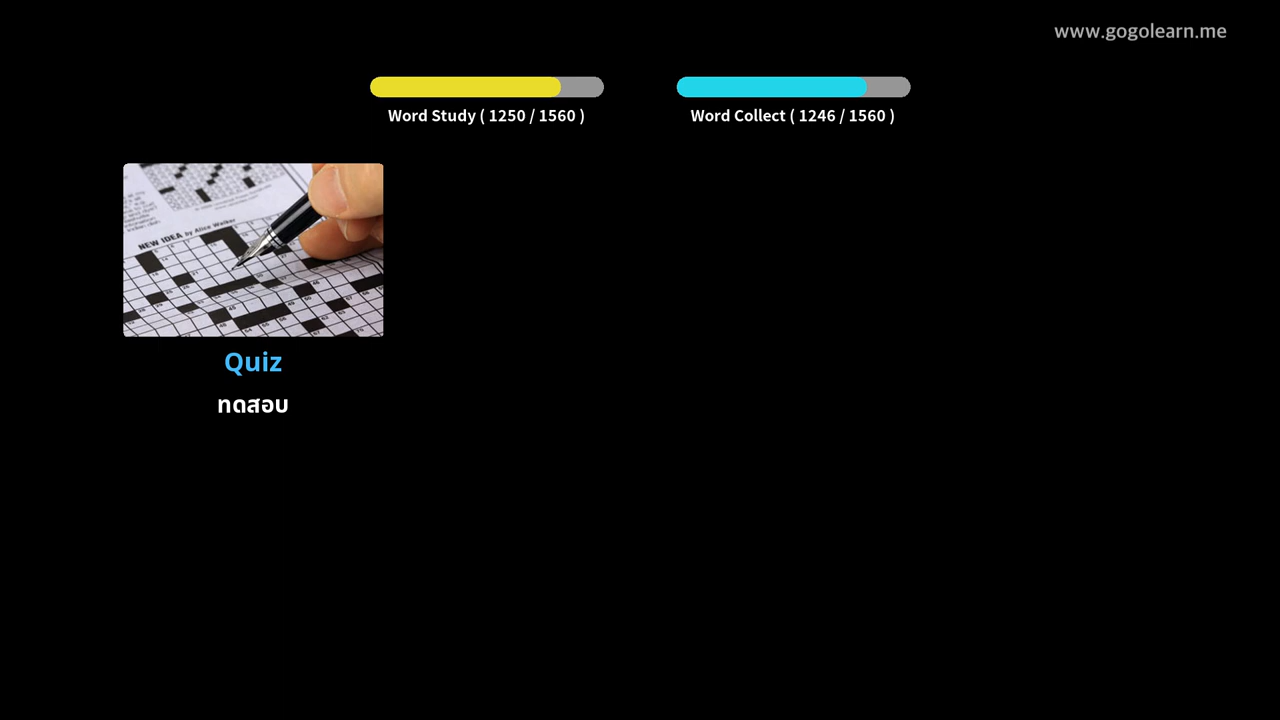 www.gogolearn.me
Word Study ( 1250 / 1560 )
Word Collect ( 1246 / 1560 )
NEW IDEA by Alice Walker
Quiz
ทดสอบ